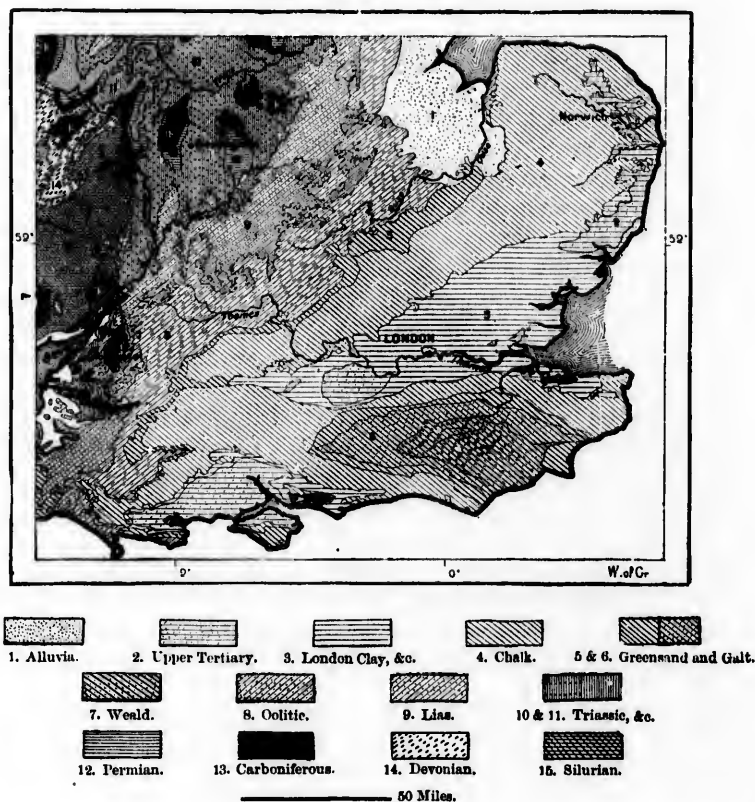 Norwich
52°
52°
Thames
LONDON
2°
0°
W. of Gr
1. Alluvia.
2. Upper Tertiary.
3. London Clay, &c.
4. Chalk.
5 & 6. Greensand and Galt.
7. Weald.
8. Oolitic.
9. Lias.
10 & 11. Triassic, &c.
12. Permian.
13. Carboniferous.
14. Devonian.
15. Silurian.
50 Miles.